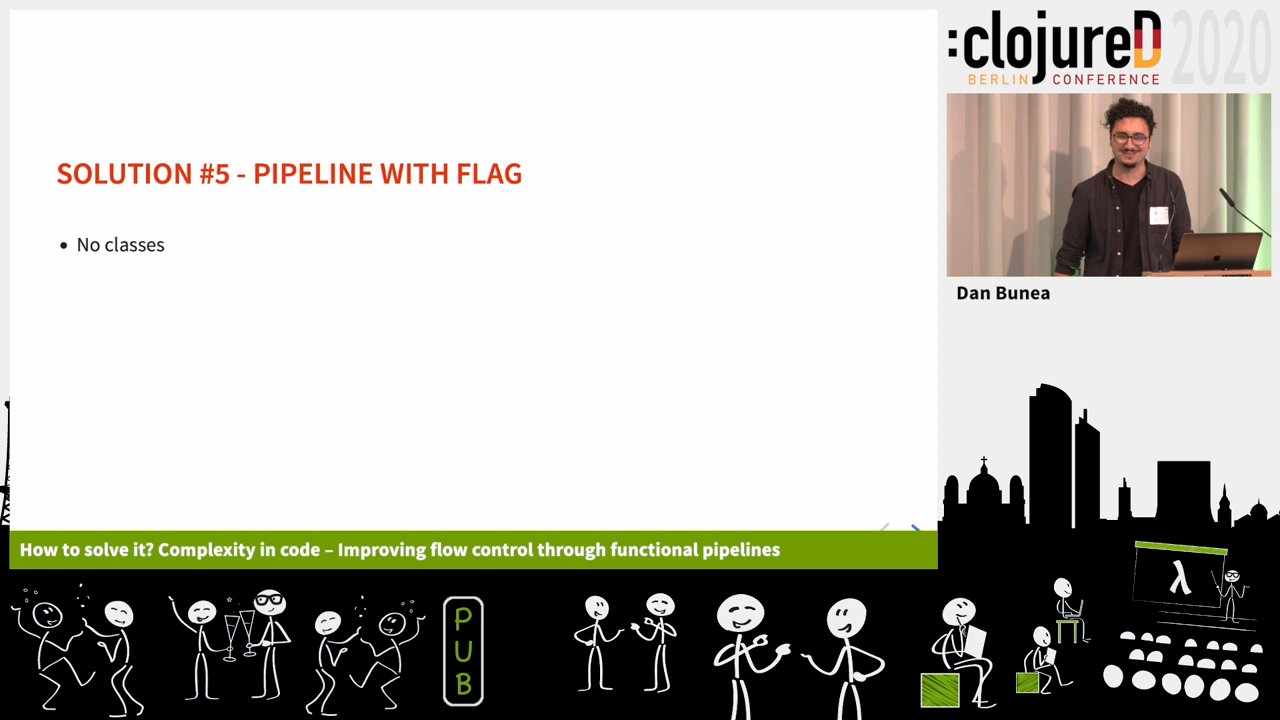 :clojureD 2020
BERLIN CONFERENCE
SOLUTION #5 - PIPELINE WITH FLAG
• No classes
Dan Bunea
How to solve it? Complexity in code – Improving flow control through functional pipelines
PUB
λ